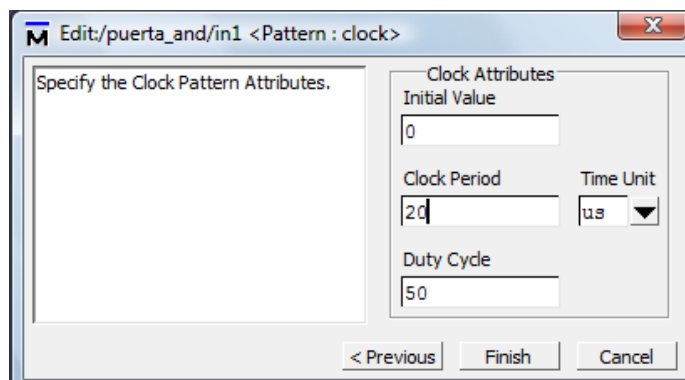 Edit:/puerta_and/in1 <Pattern : clock>
Specify the Clock Pattern Attributes.
Clock Attributes
Initial Value
0
Clock Period
Time Unit
20
us
Duty Cycle
50
< Previous
Finish
Cancel